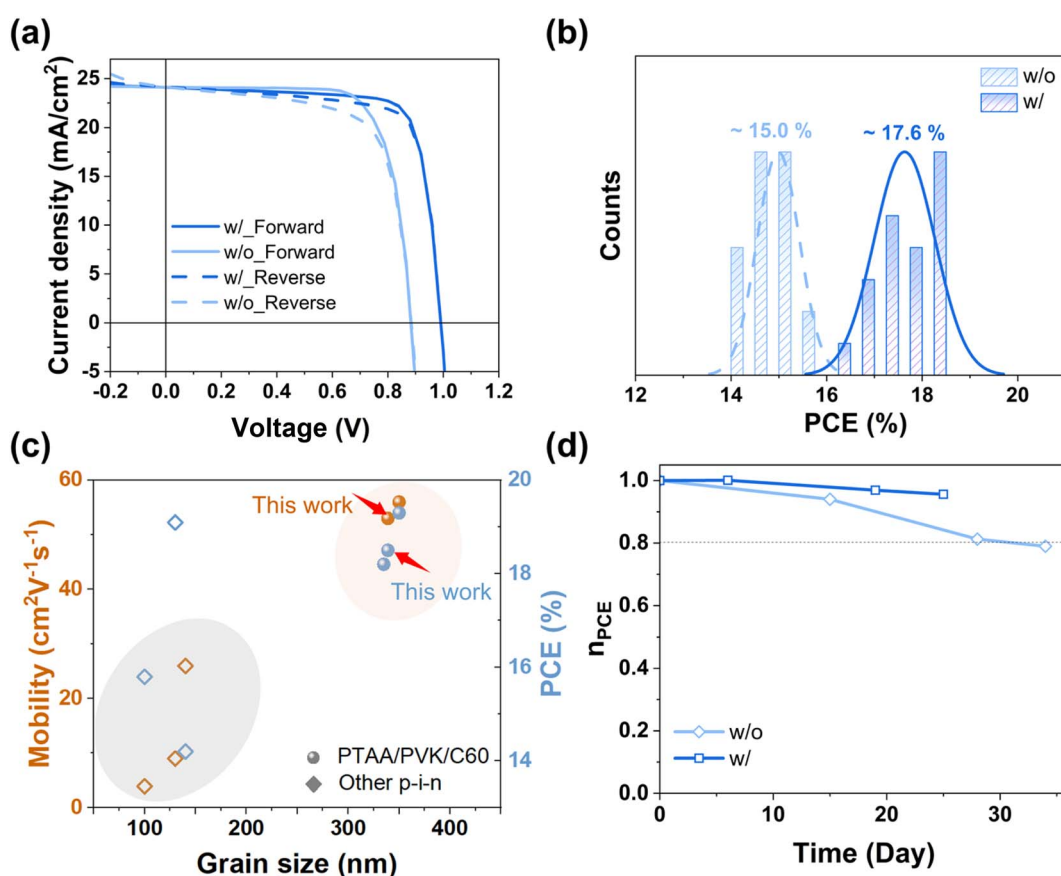 (a)
Current density (mA/cm²)
25
20
15
10
5
0
-5
-0.2 0.0 0.2 0.4 0.6 0.8 1.0 1.2
Voltage (V)
w/_Forward
w/o_Forward
w/_Reverse
w/o_Reverse
(b)
Counts
w/o
w/
~ 15.0 %
~ 17.6 %
12 14 16 18 20
PCE (%)
(c)
Mobility (cm²V⁻¹s⁻¹)
60
40
20
0
This work
This work
PTAA/PVK/C60
Other p-i-n
20
18
16
14
PCE (%)
100 200 300 400
Grain size (nm)
(d)
nPCE
1.0
0.8
0.6
0.4
0.2
0.0
w/o
w/
0 10 20 30
Time (Day)